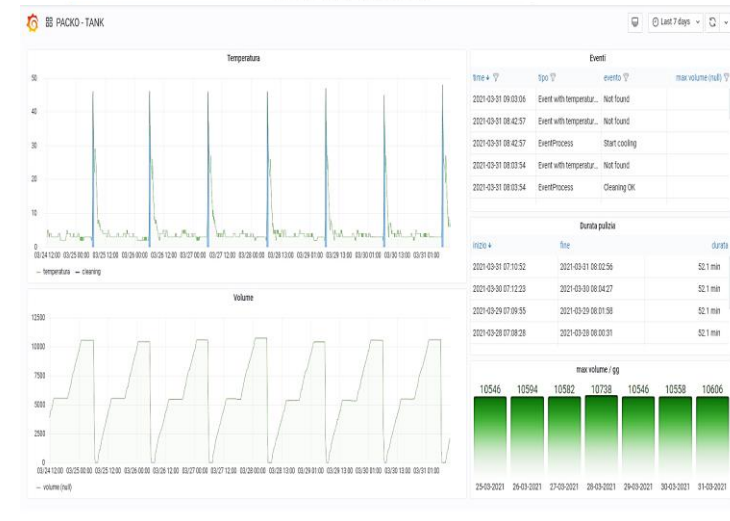 PACKO - TANK
Last 7 days
Temperatura
50
40
30
20
10
0
03/24 12:00 03/25 00:00 03/25 12:00 03/26 00:00 03/26 12:00 03/27 00:00 03/27 12:00 03/28 00:00 03/28 12:00 03/29 00:00 03/29 13:00 03/30 01:00 03/30 13:00 03/31 01:00
temperatura cleaning
Volume
12500
10000
7500
5000
2500
0
03/24 12:00 03/25 00:00 03/25 12:00 03/26 00:00 03/26 12:00 03/27 00:00 03/27 12:00 03/28 00:00 03/28 12:00 03/29 00:00 03/29 13:00 03/30 01:00 03/30 13:00 03/31 01:00
volume (null)
Eventi
time tipo evento max volume (null)
2021-03-31 09:03:06 Event with temperatur... Not found
2021-03-31 08:42:57 Event with temperatur... Not found
2021-03-31 08:42:57 EventProcess Start cooling
2021-03-31 08:03:54 Event with temperatur... Not found
2021-03-31 08:03:54 EventProcess Cleaning OK
Durata pulizia
inizio fine durata
2021-03-31 07:10:52 2021-03-31 08:02:56 52.1 min
2021-03-30 07:12:23 2021-03-30 08:04:27 52.1 min
2021-03-29 07:09:55 2021-03-29 08:01:58 52.1 min
2021-03-28 07:08:28 2021-03-28 08:00:31 52.1 min
max volume / gg
10546 10594 10582 10738 10546 10558 10606
25-03-2021 26-03-2021 27-03-2021 28-03-2021 29-03-2021 30-03-2021 31-03-2021